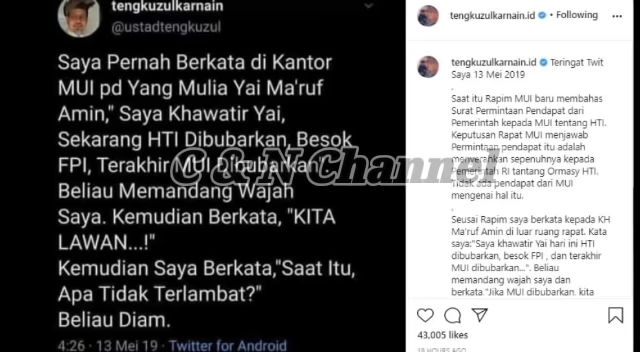 tengkuzulkarnain
@ustadtengkuzul
Saya Pernah Berkata di Kantor
MUI pd Yang Mulia Yai Ma'ruf
Amin," Saya Khawatir Yai,
Sekarang HTI Dibubarkan, Besok
FPI, Terakhir MUI Dibubarkan
Beliau Memandang Wajah
Saya. Kemudian Berkata, "KITA
LAWAN...!"
Kemudian Saya Berkata,"Saat Itu,
Apa Tidak Terlambat?"
Beliau Diam.
4:26 · 13 Mei 19 · Twitter for Android
C & N Channel
tengkuzulkarnain.id • Following
tengkuzulkarnain.id Teringat Twit
Saya 13 Mei 2019
.
Saat itu Rapim MUI baru membahas
Surat Permintaan Pendapat dari
Pemerintah kepada MUI tentang HTI.
Keputusan Rapat MUI menjawab
Permintaan pendapat itu adalah
menyerahkan sepenuhnya kepada
Pemerintah RI tantang Ormasy HTI.
Tidak ada pendapat dari MUI
mengenai hal itu.
.
Seusai Rapim saya berkata kepada KH
Ma'ruf Amin di luar ruang rapat. Kata
saya:"Saya khawatir Yai hari ini HTI
dibubarkan, besok FPI , dan terakhir
MUI dibubarkan...". Beliau
memandang wajah saya dan
berkata:"Jika MUI dibubarkan. kita
43,005 likes
18 HOURS AGO